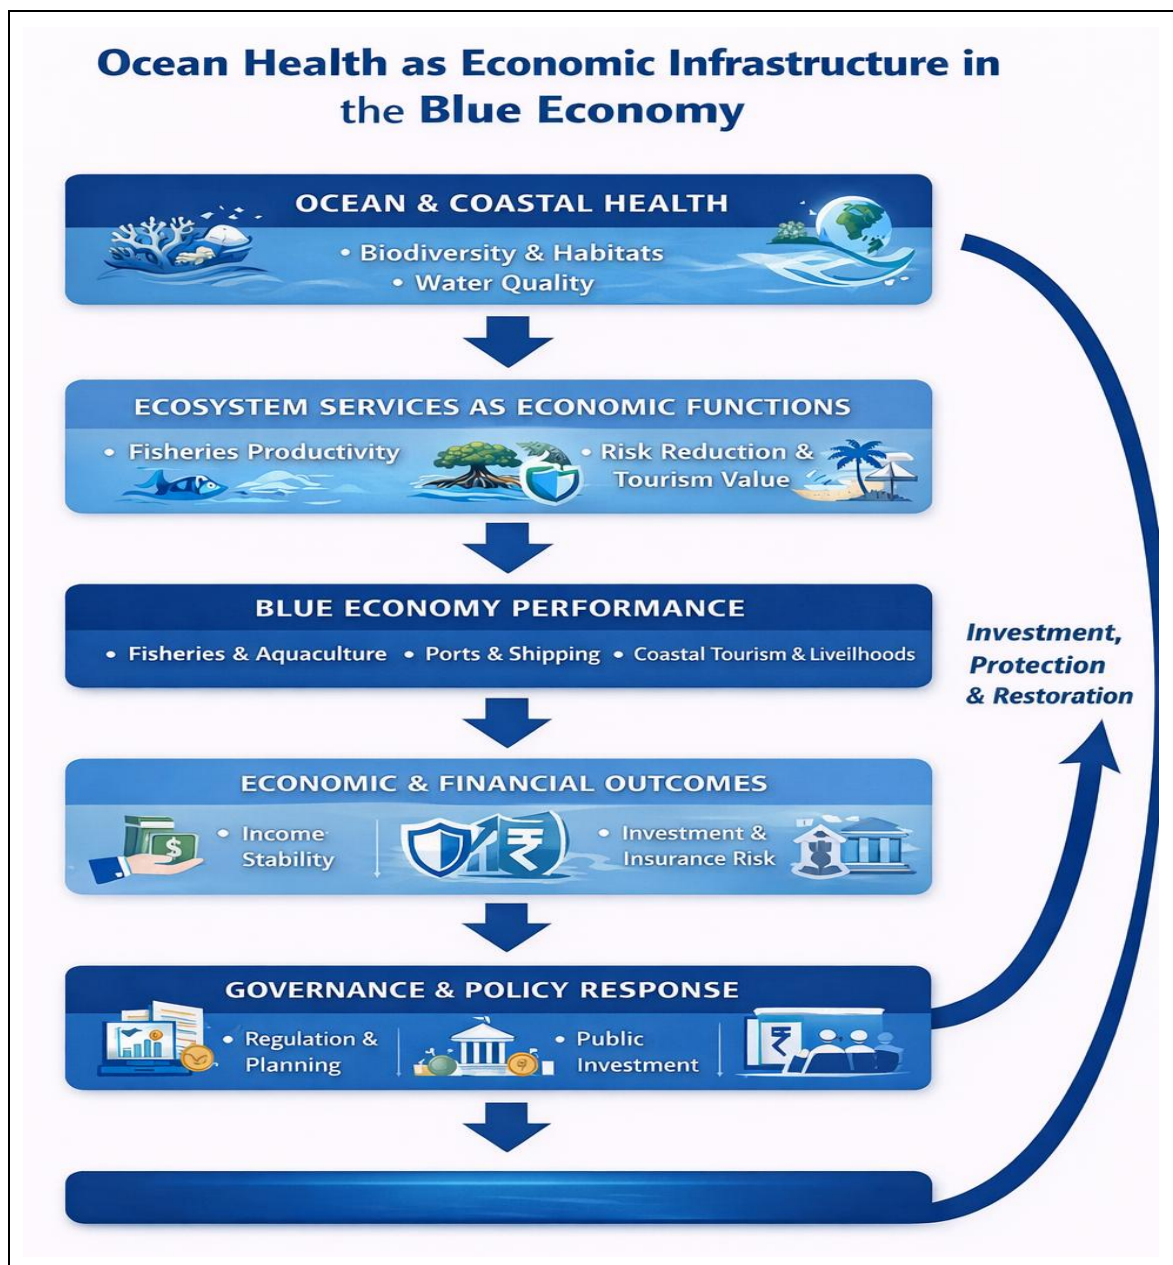 Ocean Health as Economic Infrastructure in
the Blue Economy
OCEAN & COASTAL HEALTH
• Biodiversity & Habitats
• Water Quality
ECOSYSTEM SERVICES AS ECONOMIC FUNCTIONS
• Fisheries Productivity
• Risk Reduction &
Tourism Value
BLUE ECONOMY PERFORMANCE
• Fisheries & Aquaculture • Ports & Shipping • Coastal Tourism & Liveilhoods
Investment,
Protection
& Restoration
ECONOMIC & FINANCIAL OUTCOMES
$
• Income
Stability
₹
• Investment &
Insurance Risk
GOVERNANCE & POLICY RESPONSE
• Regulation &
Planning
• Public
Investment
₹